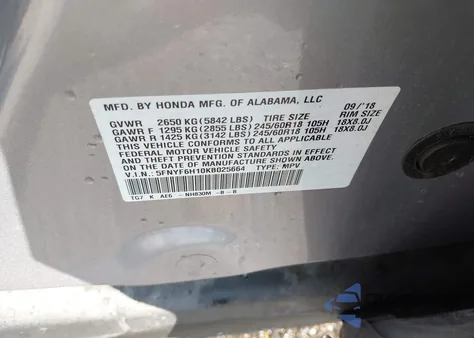 MFD. BY HONDA MFG. OF ALABAMA, LLC 09/'18
GVWR 2650 KG (5842 LBS) TIRE SIZE RIM SIZE
GAWR F 1295 KG (2855 LBS) 245/60R18 105H 18X8.0J
GAWR R 1425 KG (3142 LBS) 245/60R18 105H 18X8.0J
THIS VEHICLE CONFORMS TO ALL APPLICABLE
FEDERAL MOTOR VEHICLE SAFETY
AND THEFT PREVENTION STANDARDS IN EFFECT
ON THE DATE OF MANUFACTURE SHOWN ABOVE.
V.I.N.: 5FNYF6H10KB025664 TYPE: MPV
TG7 K AE6 NH830M -B - B